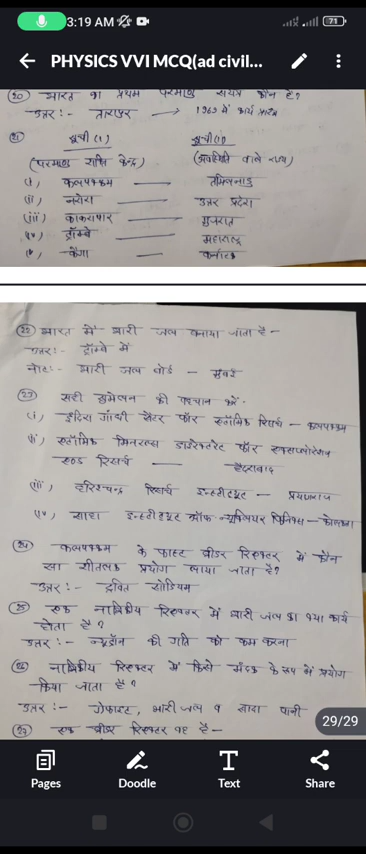 3:19 AM
71
PHYSICS VVI MCQ(ad civil...
(20) भारत का प्रथम परमाणु संयंत्र कौन है?
उत्तर:- तारापुर → 1969 में कार्य प्रारंभ
(21) सूची (I) सूची (II)
(परमाणु शक्ति केन्द्र) (अवस्थिति वाले राज्य)
(i) कलपक्कम — तमिलनाडु
(ii) नरोरा — उत्तर प्रदेश
(iii) काकरापार — गुजरात
(iv) ट्रॉम्बे — महाराष्ट्र
(v) कैगा — कर्नाटक
(22) भारत में भारी जल बनाया जाता है -
उत्तर:- ट्रॉम्बे में
नोट:- भारी जल बोर्ड - मुंबई
(23) सही सुमेलन की पहचान करें.
(i) इंदिरा गाँधी सेंटर फॉर एटॉमिक रिसर्च - कलपक्कम
(ii) एटॉमिक मिनरल्स डाइरेक्टरेट फॉर एक्सप्लोरेशन
एण्ड रिसर्च — हैदराबाद
(iii) हरिश्चन्द्र रिसर्च इन्स्टीट्यूट - प्रयागराज
(iv) साहा इन्स्टीट्यूट ऑफ न्यूक्लियर फिजिक्स - कोलकाता
(24) कलपक्कम के फास्ट ब्रीडर रिएक्टर में कौन
सा शीतलक प्रयोग लाया जाता है?
उत्तर:- द्रवित सोडियम
(25) एक नाभिकीय रिएक्टर में भारी जल का क्या कार्य
होता है?
उत्तर:- न्यूट्रॉन की गति को कम करना
(26) नाभिकीय रिएक्टर में किसे मंदक के रूप में प्रयोग
किया जाता है?
उत्तर:- ग्रेफाइट, भारी जल व सादा पानी
29/29
(27) एक ब्रीडर रिएक्टर वह है -
Pages
Doodle
Text
Share